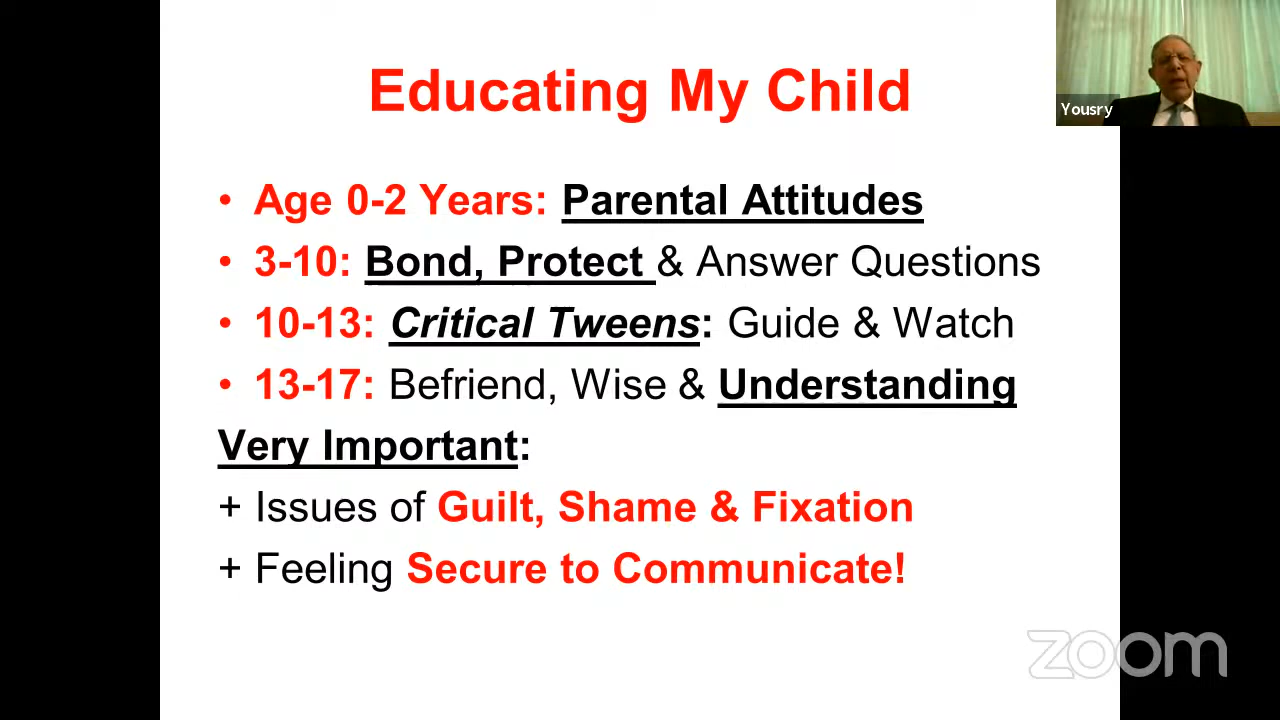 Educating My Child
Yousry
• Age 0-2 Years: Parental Attitudes
• 3-10: Bond, Protect & Answer Questions
• 10-13: Critical Tweens: Guide & Watch
• 13-17: Befriend, Wise & Understanding
Very Important:
+ Issues of Guilt, Shame & Fixation
+ Feeling Secure to Communicate!
zoom